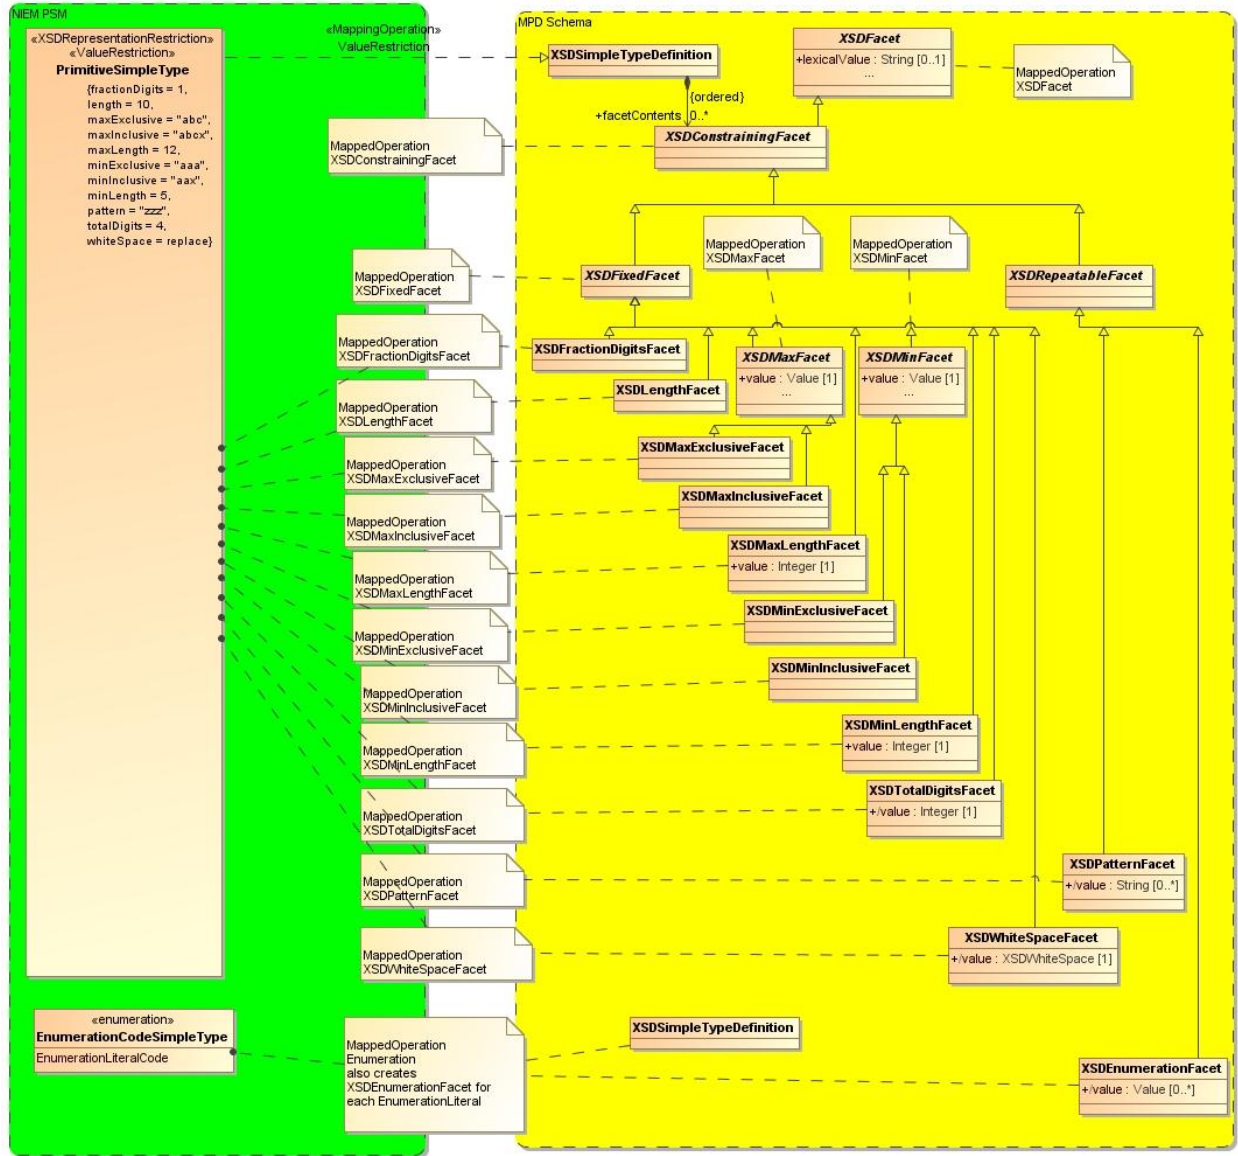 NIEM PSM
«XSDRepresentationRestriction»
«ValueRestriction»
PrimitiveSimpleType
{fractionDigits = 1,
length = 10,
maxExclusive = "abc",
maxInclusive = "abcx",
maxLength = 12,
minExclusive = "aaa",
minInclusive = "aax",
minLength = 5,
pattern = "zzz",
totalDigits = 4,
whiteSpace = replace}
«MappingOperation»
ValueRestriction
MPD Schema
XSDSimpleTypeDefinition
{ordered}
+facetContents 0..*
XSDFacet
+lexicalValue : String [0..1]
...
MappedOperation
XSDFacet
MappedOperation
XSDConstrainingFacet
XSDConstrainingFacet
MappedOperation
XSDMaxFacet
MappedOperation
XSDMinFacet
MappedOperation
XSDFixedFacet
XSDFixedFacet
XSDRepeatableFacet
MappedOperation
XSDFractionDigitsFacet
XSDFractionDigitsFacet
XSDMaxFacet
+value : Value [1]
...
XSDMinFacet
+value : Value [1]
...
MappedOperation
XSDLengthFacet
XSDLengthFacet
MappedOperation
XSDMaxExclusiveFacet
XSDMaxExclusiveFacet
MappedOperation
XSDMaxInclusiveFacet
XSDMaxInclusiveFacet
MappedOperation
XSDMaxLengthFacet
XSDMaxLengthFacet
+value : Integer [1]
MappedOperation
XSDMinExclusiveFacet
XSDMinExclusiveFacet
MappedOperation
XSDMinInclusiveFacet
XSDMinInclusiveFacet
MappedOperation
XSDMinLengthFacet
XSDMinLengthFacet
+value : Integer [1]
MappedOperation
XSDTotalDigitsFacet
XSDTotalDigitsFacet
+/value : Integer [1]
MappedOperation
XSDPatternFacet
XSDPatternFacet
+/value : String [0..*]
MappedOperation
XSDWhiteSpaceFacet
XSDWhiteSpaceFacet
+/value : XSDWhiteSpace [1]
«enumeration»
EnumerationCodeSimpleType
EnumerationLiteralCode
MappedOperation
Enumeration
also creates
XSDEnumerationFacet for
each EnumerationLiteral
XSDSimpleTypeDefinition
XSDEnumerationFacet
+/value : Value [0..*]